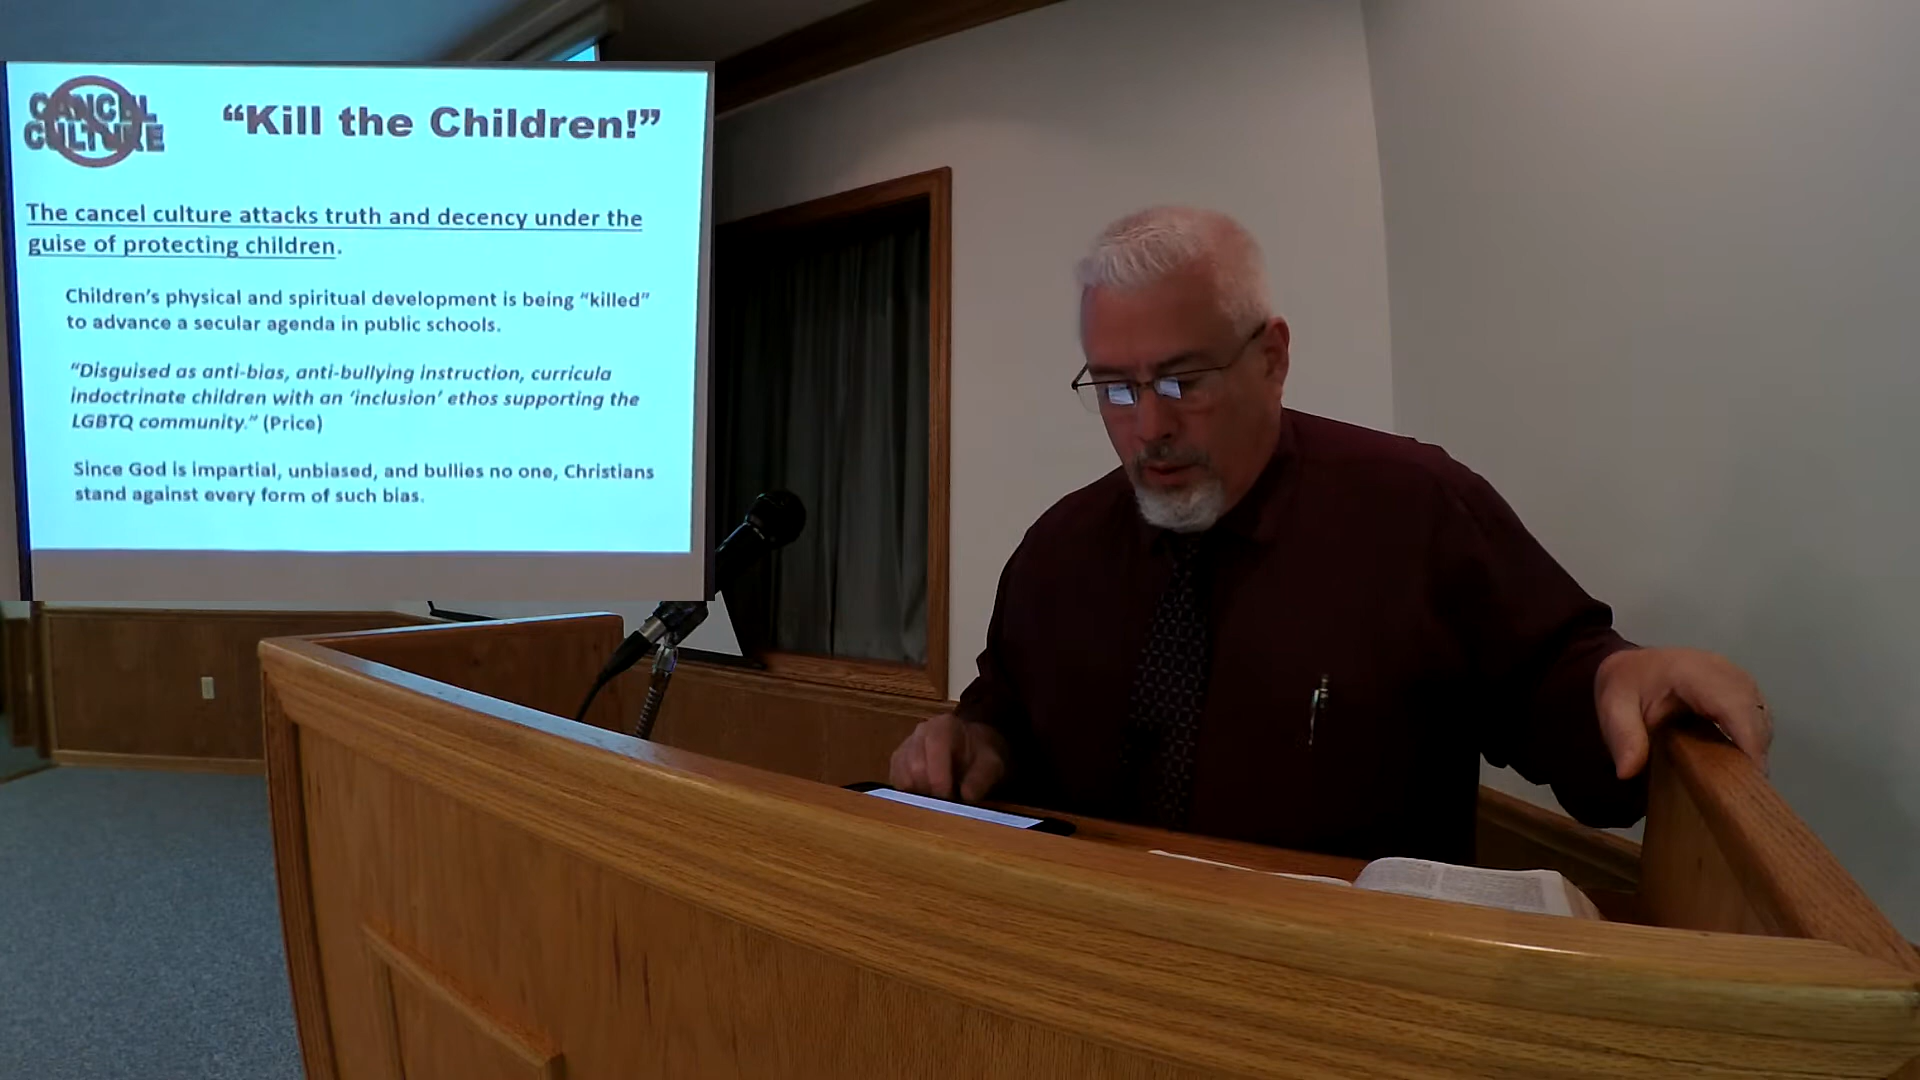 CANCEL
CULTURE
“Kill the Children!”
The cancel culture attacks truth and decency under the
guise of protecting children.
Children’s physical and spiritual development is being “killed”
to advance a secular agenda in public schools.
“Disguised as anti-bias, anti-bullying instruction, curricula
indoctrinate children with an ‘inclusion’ ethos supporting the
LGBTQ community.” (Price)
Since God is impartial, unbiased, and bullies no one, Christians
stand against every form of such bias.